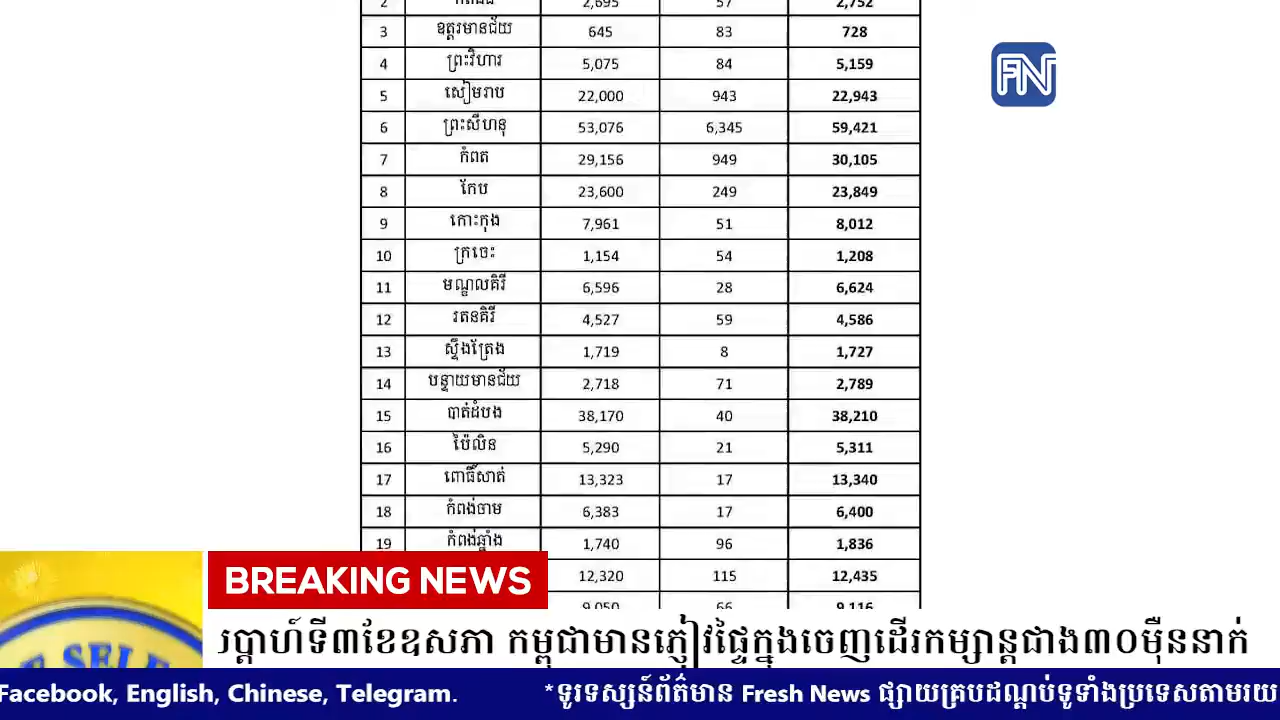 2 2,695 57 2,752
3 ឧត្តរមានជ័យ 645 83 728
4 ព្រះវិហារ 5,075 84 5,159
5 សៀមរាប 22,000 943 22,943
6 ព្រះសីហនុ 53,076 6,345 59,421
7 កំពត 29,156 949 30,105
8 កែប 23,600 249 23,849
9 កោះកុង 7,961 51 8,012
10 ក្រចេះ 1,154 54 1,208
11 មណ្ឌលគិរី 6,596 28 6,624
12 រតនគិរី 4,527 59 4,586
13 ស្ទឹងត្រែង 1,719 8 1,727
14 បន្ទាយមានជ័យ 2,718 71 2,789
15 បាត់ដំបង 38,170 40 38,210
16 ប៉ៃលិន 5,290 21 5,311
17 ពោធិ៍សាត់ 13,323 17 13,340
18 កំពង់ចាម 6,383 17 6,400
19 កំពង់ឆ្នាំង 1,740 96 1,836
12,320 115 12,435
9,050 66 9,116
FN
BREAKING NEWS
រប្តាហ៍ទី៣ខែឧសភា កម្ពុជាមានភ្ញៀវផ្ទៃក្នុងចេញដើរកម្សាន្តជាង៣០ម៉ឺននាក់
Facebook, English, Chinese, Telegram. *ទូរទស្សន៍ព័ត៌មាន Fresh News ផ្សាយគ្របដណ្តប់ទូទាំងប្រទេសតាមរយ